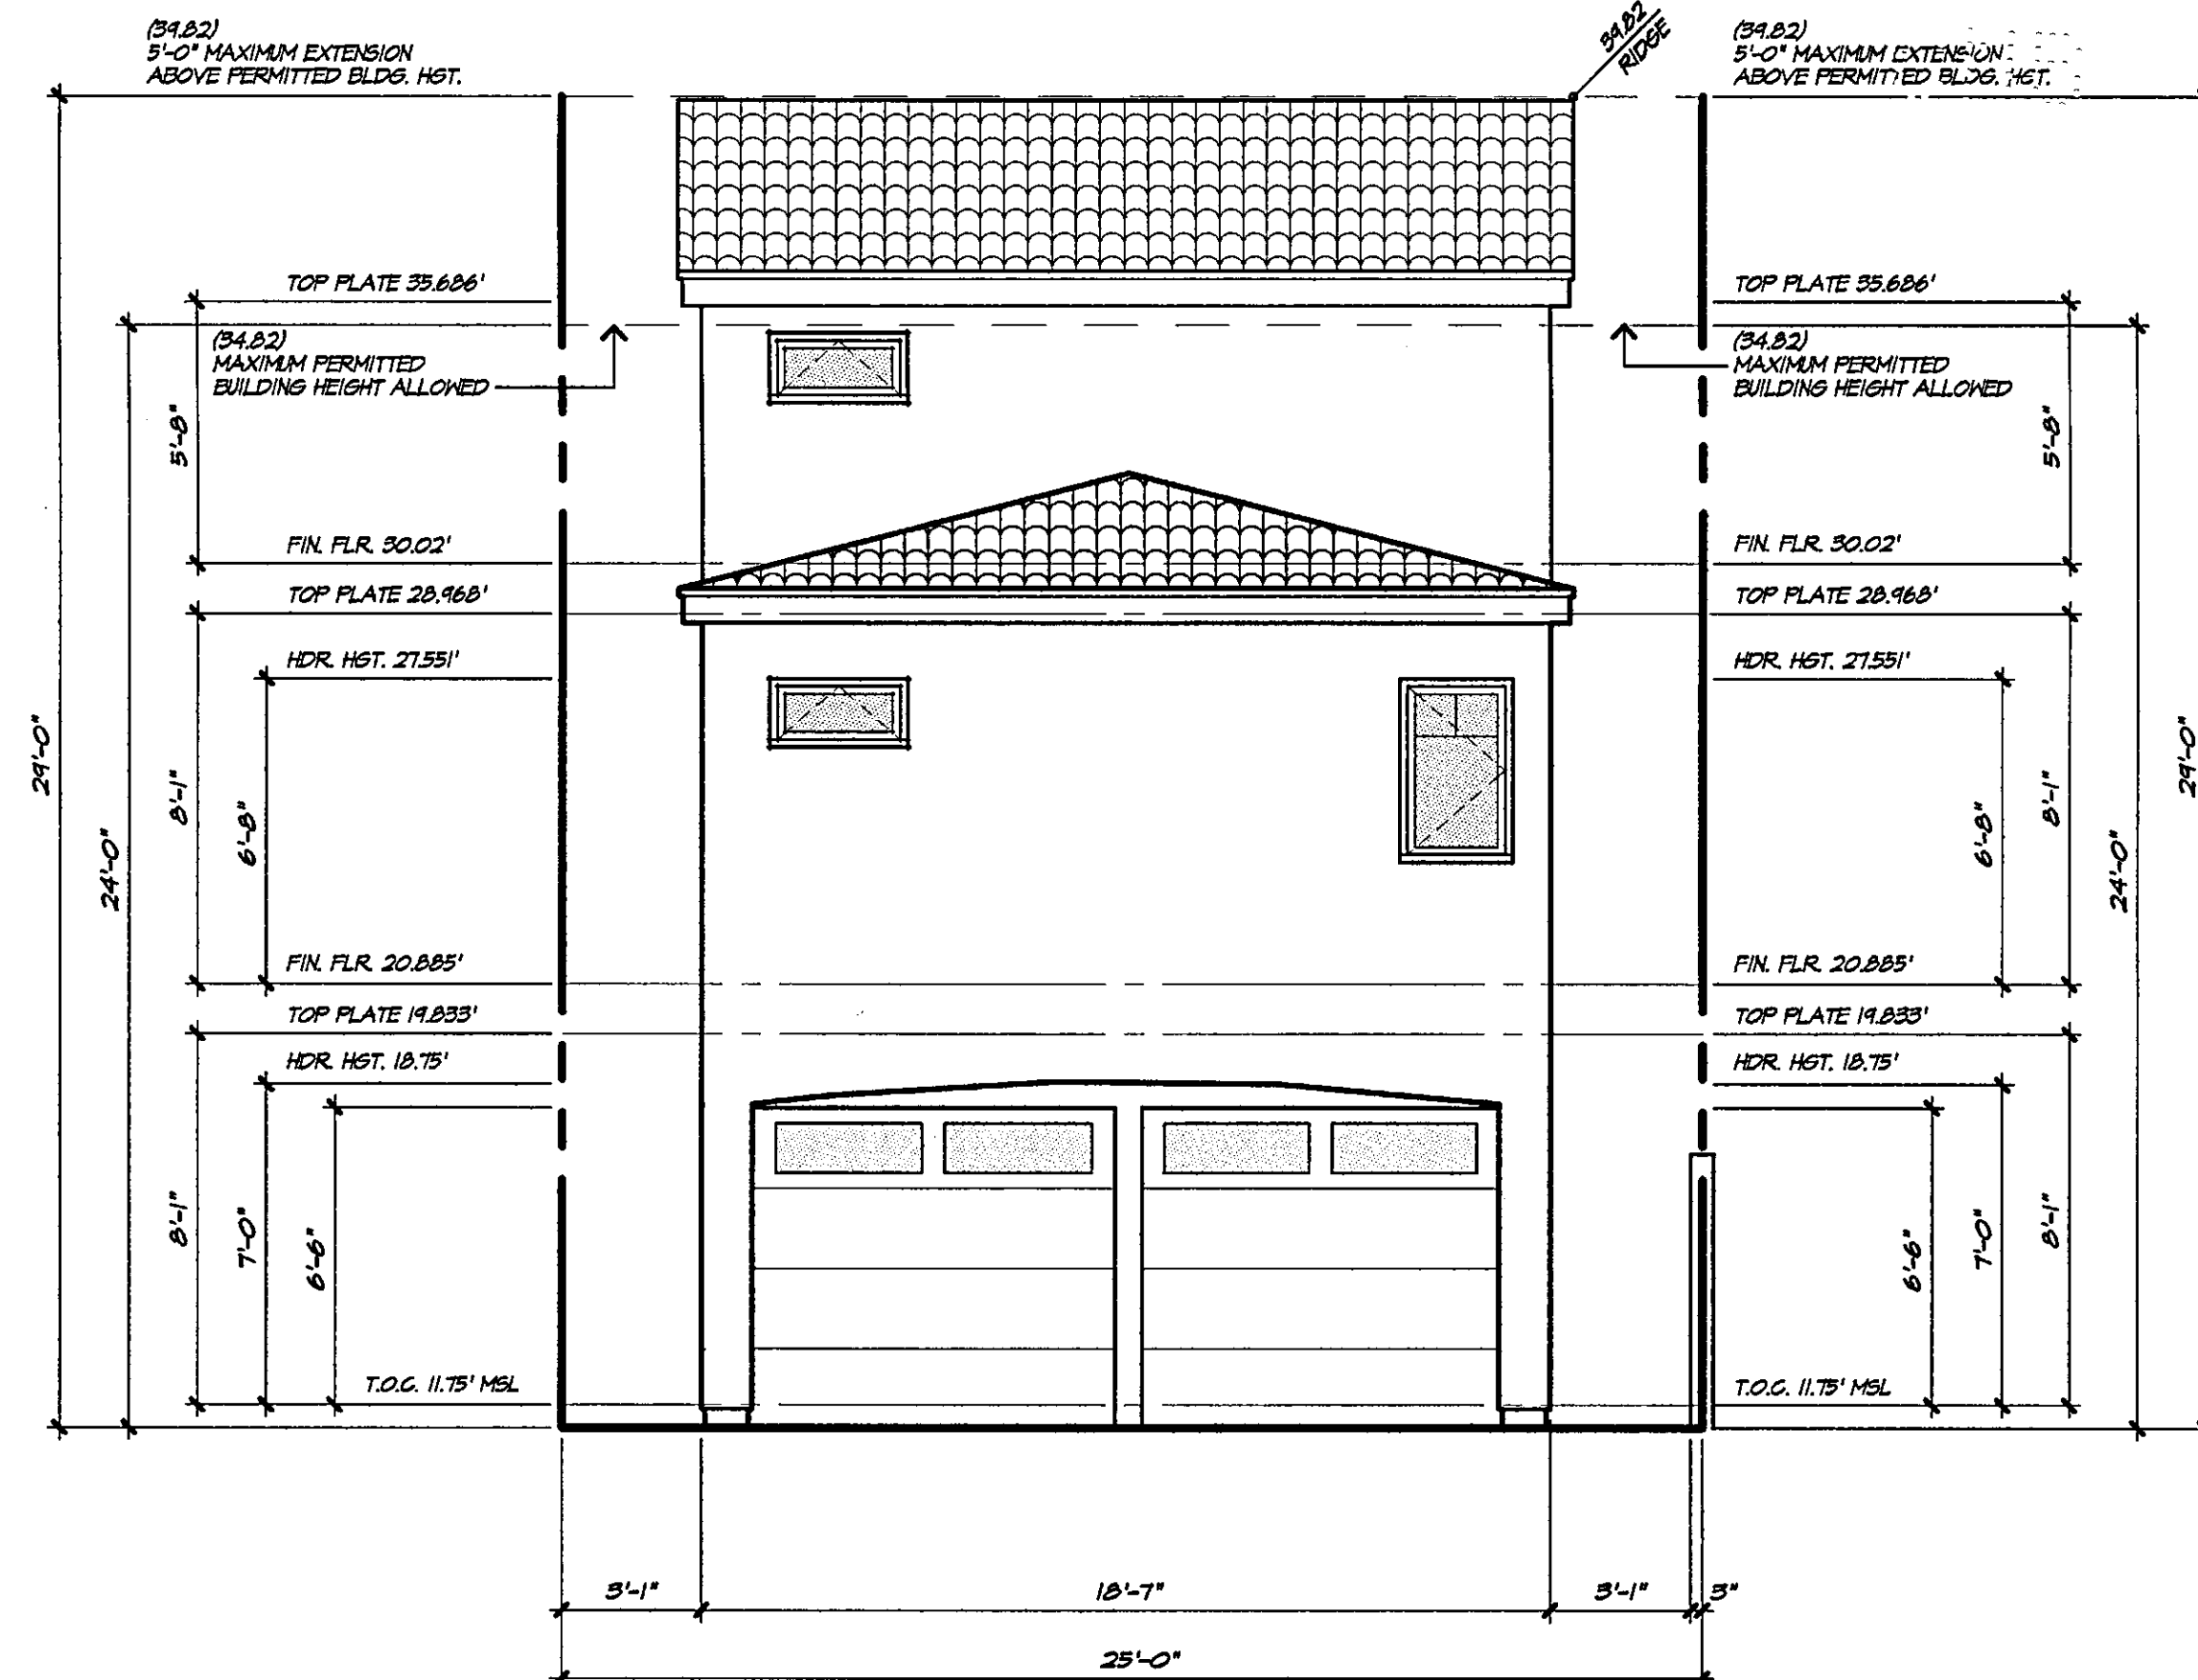 (39.82)
5'-0" MAXIMUM EXTENSION
ABOVE PERMITTED BLDG. HGT.
39.82
RIDGE
(39.82)
5'-0" MAXIMUM EXTENSION
ABOVE PERMITTED BLDG. HGT.
TOP PLATE 35.686'
TOP PLATE 35.686'
(34.82)
MAXIMUM PERMITTED
BUILDING HEIGHT ALLOWED
(34.82)
MAXIMUM PERMITTED
BUILDING HEIGHT ALLOWED
5'-8"
5'-8"
FIN. FLR. 30.02'
FIN. FLR. 30.02'
TOP PLATE 28.968'
TOP PLATE 28.968'
HDR. HGT. 27.551'
HDR. HGT. 27.551'
29'-0"
24'-0"
8'-1"
6'-8"
6'-8"
8'-1"
24'-0"
29'-0"
FIN. FLR. 20.885'
FIN. FLR. 20.885'
TOP PLATE 19.833'
TOP PLATE 19.833'
HDR. HGT. 18.75'
HDR. HGT. 18.75'
8'-1"
7'-0"
6'-6"
6'-6"
7'-0"
8'-1"
T.O.C. 11.75' MSL
T.O.C. 11.75' MSL
3'-1"
18'-7"
3'-1"
3"
25'-0"